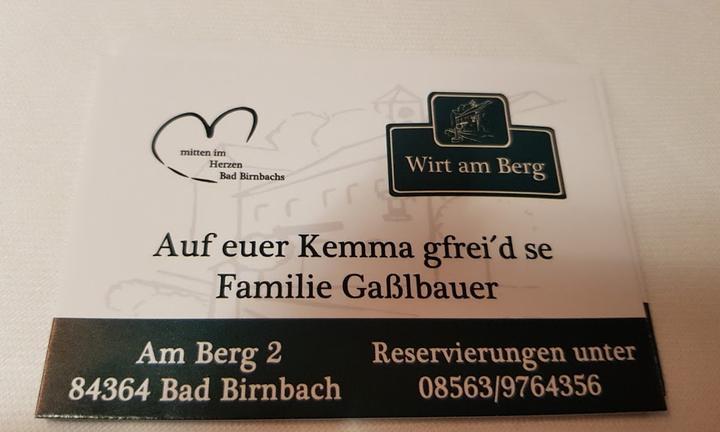 mitten im
Herzen
Bad Birnbachs
Wirt am Berg
Auf euer Kemma gfrei´d se
Familie Gaßlbauer
Am Berg 2
84364 Bad Birnbach
Reservierungen unter
08563/9764356